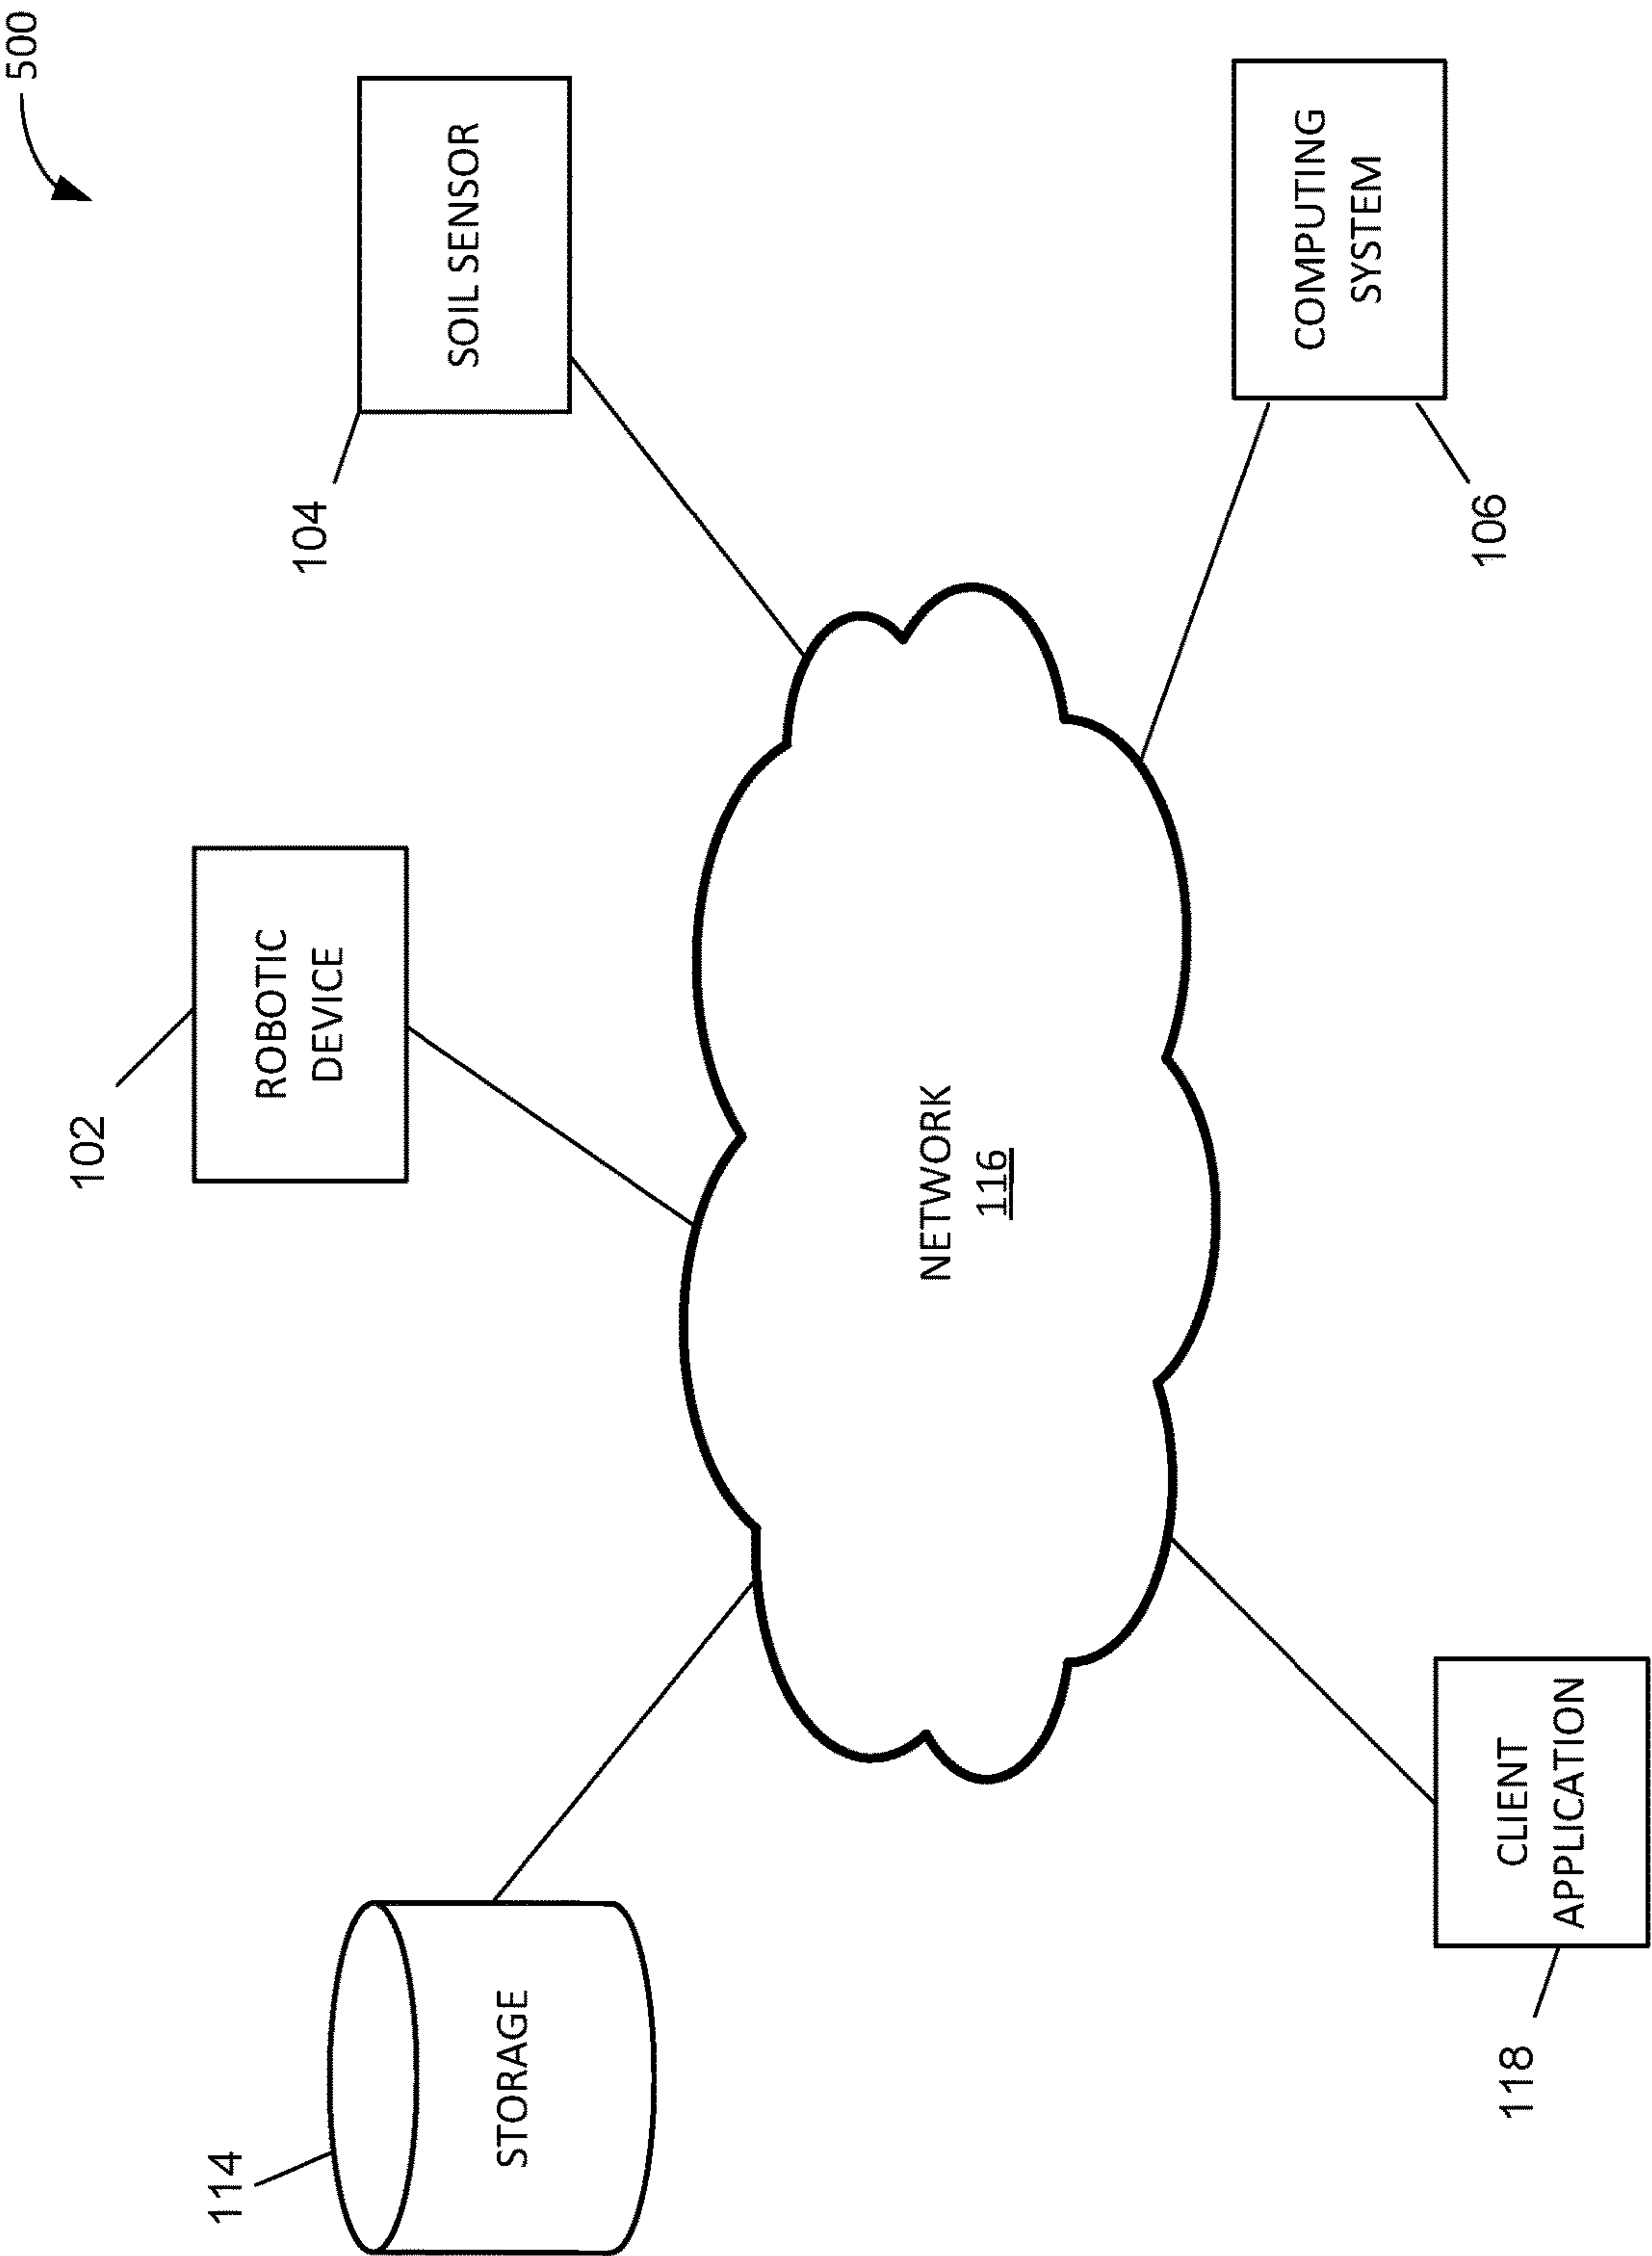 500
102
ROBOTIC
DEVICE
114
STORAGE
104
SOIL SENSOR
NETWORK
116
COMPUTING
SYSTEM
106
CLIENT
APPLICATION
118